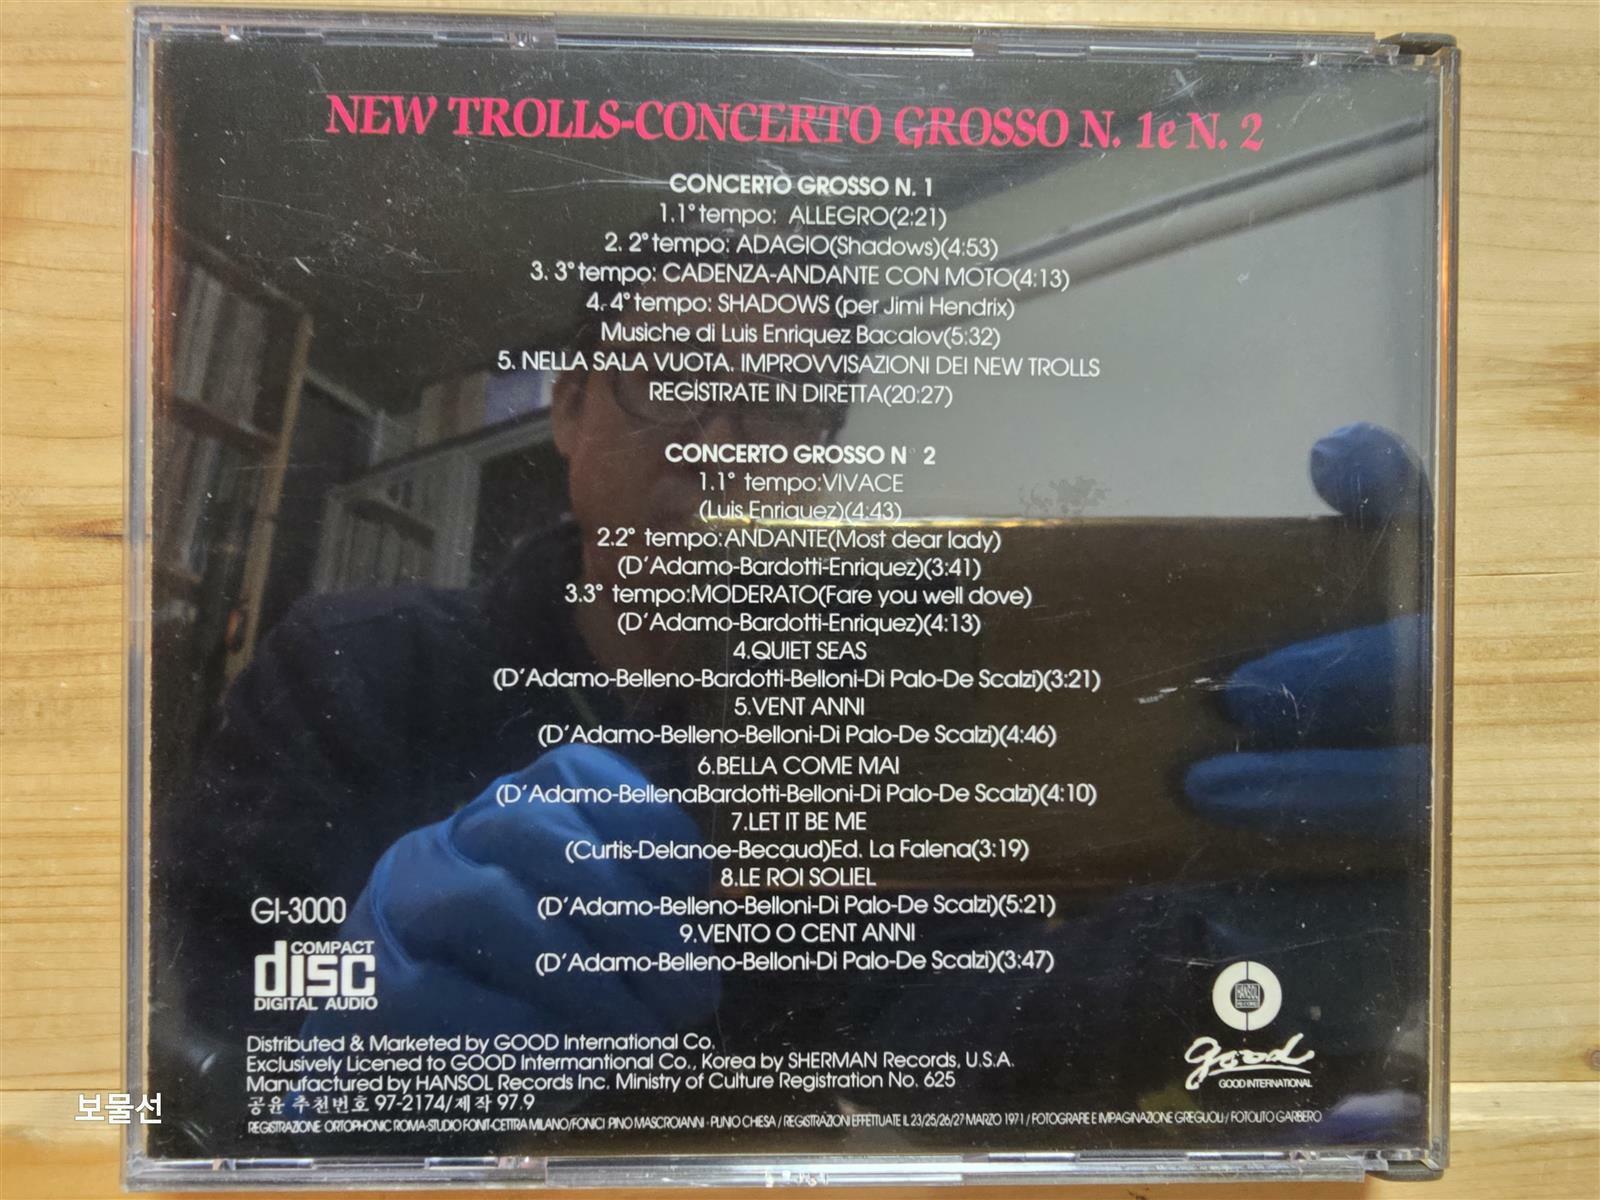 NEW TROLLS-CONCERTO GROSSO N. 1e N. 2
CONCERTO GROSSO N. 1
1.1° tempo: ALLEGRO(2:21)
2. 2° tempo: ADAGIO(Shadows)(4:53)
3. 3° tempo: CADENZA-ANDANTE CON MOTO(4:13)
4. 4° tempo: SHADOWS (per Jimi Hendrix)
Musiche di Luis Enriquez Bacalov(5:32)
5. NELLA SALA VUOTA. IMPROVVISAZIONI DEI NEW TROLLS
REGISTRATE IN DIRETTA(20:27)
CONCERTO GROSSO N° 2
1.1° tempo:VIVACE
(Luis Enriquez)(4:43)
2.2° tempo:ANDANTE(Most dear lady)
(D'Adamo-Bardotti-Enriquez)(3:41)
3.3° tempo:MODERATO(Fare you well dove)
(D'Adamo-Bardotti-Enriquez)(4:13)
4.QUIET SEAS
(D'Adamo-Belleno-Bardotti-Belloni-Di Palo-De Scalzi)(3:21)
5.VENT ANNI
(D'Adamo-Belleno-Belloni-Di Palo-De Scalzi)(4:46)
6.BELLA COME MAI
(D'Adamo-BellenaBardotti-Belloni-Di Palo-De Scalzi)(4:10)
7.LET IT BE ME
(Curtis-Delanoe-Becaud)Ed. La Falena(3:19)
8.LE ROI SOLIEL
(D'Adamo-Belleno-Belloni-Di Palo-De Scalzi)(5:21)
9.VENTO O CENT ANNI
(D'Adamo-Belleno-Belloni-Di Palo-De Scalzi)(3:47)
GI-3000
COMPACT
disc
DIGITAL AUDIO
HANSOL
good
GOOD INTERNATIONAL
Distributed & Marketed by GOOD International Co.
Exclusively Licened to GOOD Intermantional Co., Korea by SHERMAN Records, U.S.A.
Manufactured by HANSOL Records Inc. Ministry of Culture Registration No. 625
공윤 추천번호 97-2174/제작 97.9
REGISTRAZIONE ORTOPHONIC ROMA-STUDIO FONIT-CETTRA MILANO/FONICI PINO MASCROIANNI - PLINIO CHIESA / REGISTRAZIONI EFFETTUATE IL 23/25/26/27 MARZO 1971 / FOTOGRAFIE E IMPAGINAZIONE GREGUOLI / FOTOLITO GARBERO
보물선